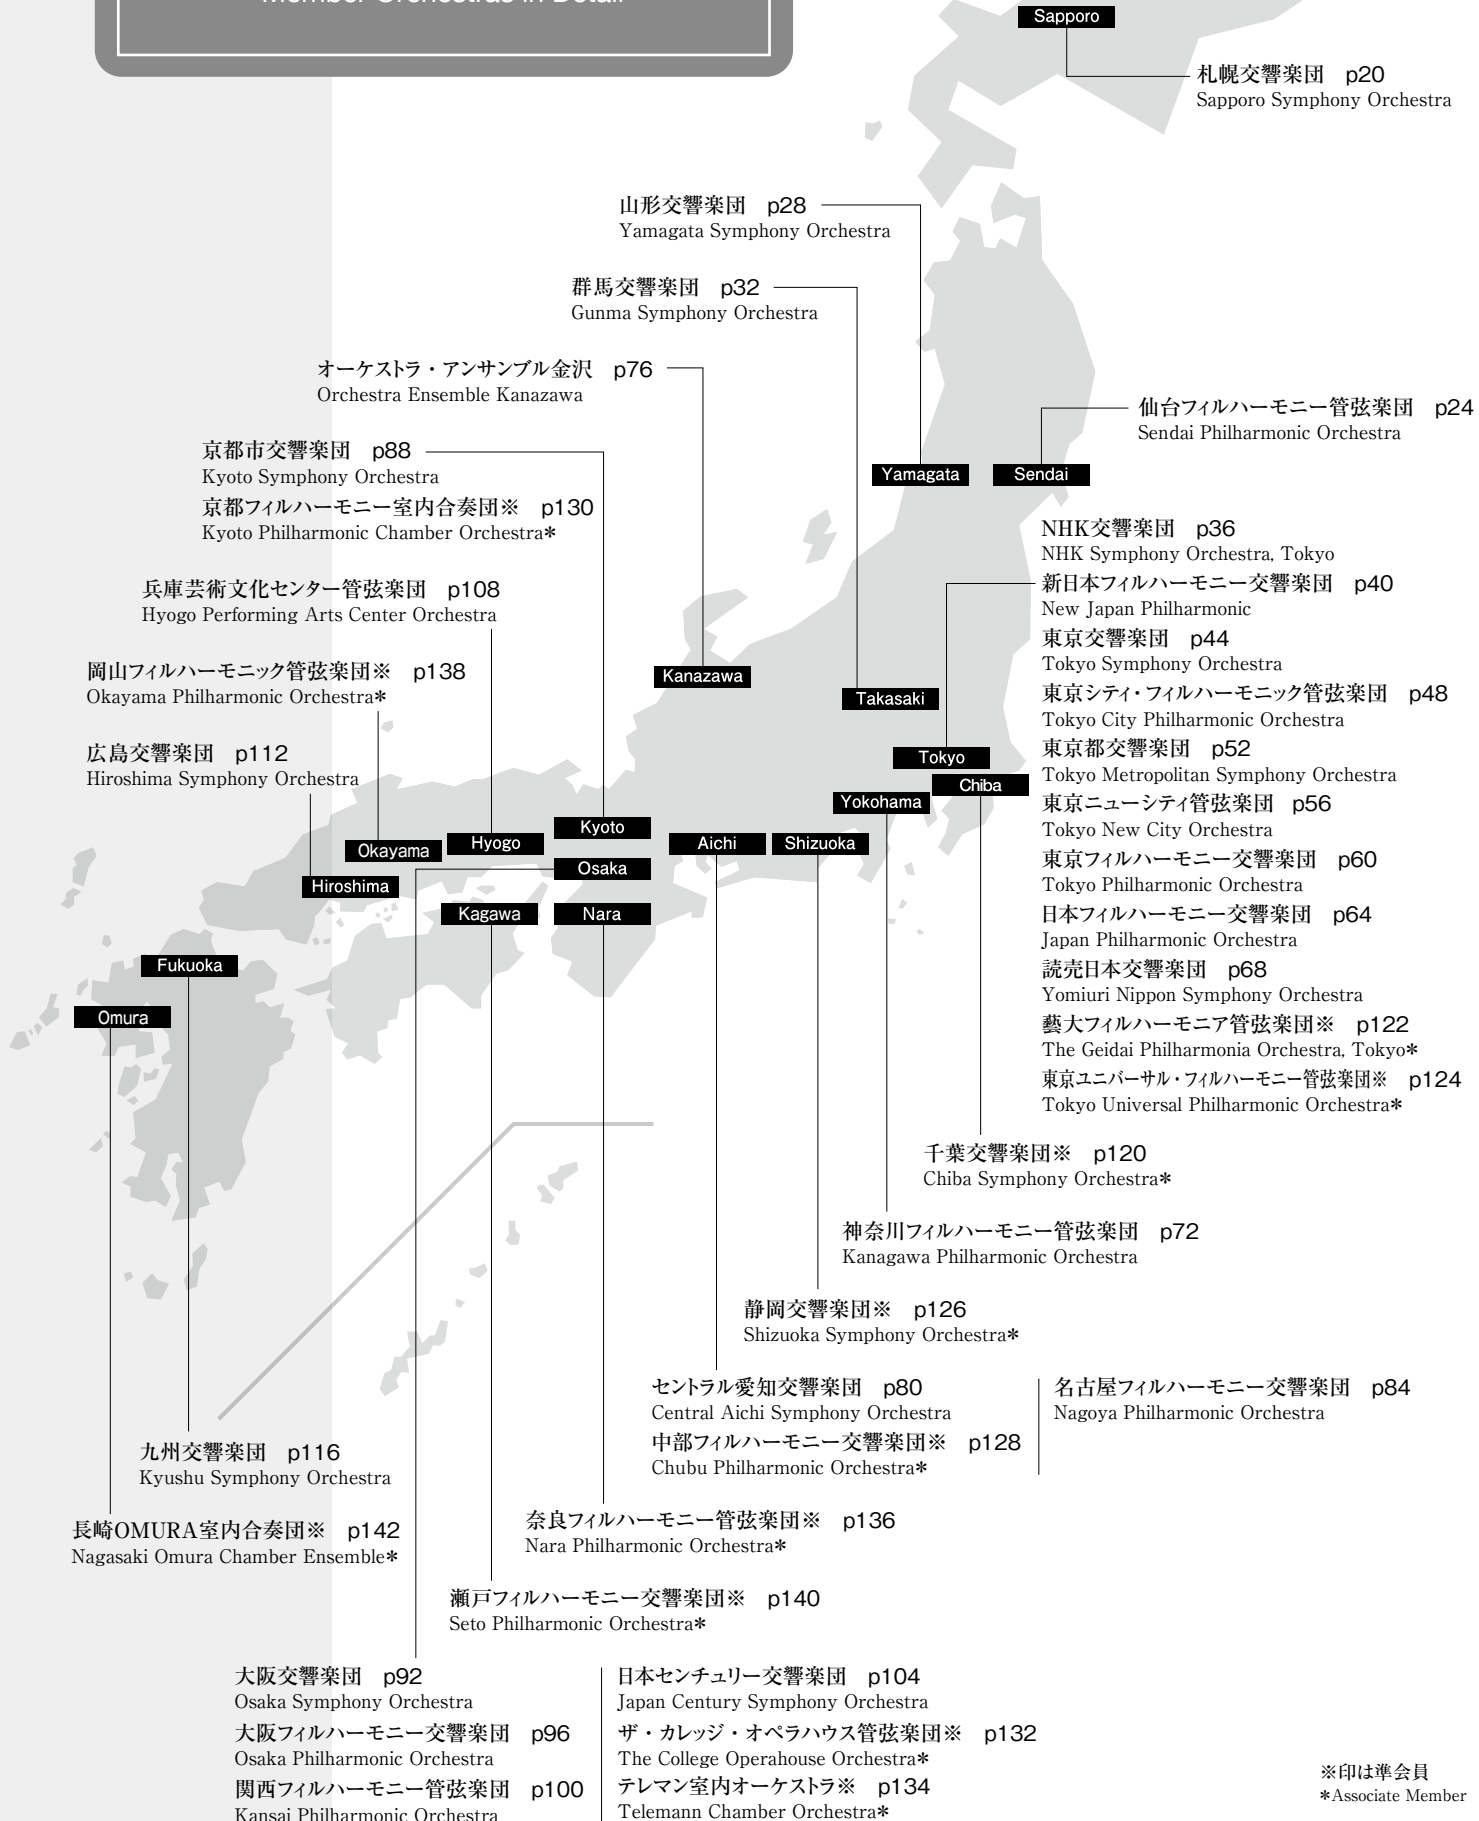 Member Orchestras in Detail
Sapporo
札幌交響楽団 p20
Sapporo Symphony Orchestra
山形交響楽団 p28
Yamagata Symphony Orchestra
群馬交響楽団 p32
Gunma Symphony Orchestra
オーケストラ・アンサンブル金沢 p76
Orchestra Ensemble Kanazawa
仙台フィルハーモニー管弦楽団 p24
Sendai Philharmonic Orchestra
京都市交響楽団 p88
Kyoto Symphony Orchestra
京都フィルハーモニー室内合奏団※ p130
Kyoto Philharmonic Chamber Orchestra*
Yamagata
Sendai
兵庫芸術文化センター管弦楽団 p108
Hyogo Performing Arts Center Orchestra
岡山フィルハーモニック管弦楽団※ p138
Okayama Philharmonic Orchestra*
広島交響楽団 p112
Hiroshima Symphony Orchestra
NHK交響楽団 p36
NHK Symphony Orchestra, Tokyo
新日本フィルハーモニー交響楽団 p40
New Japan Philharmonic
東京交響楽団 p44
Tokyo Symphony Orchestra
東京シティ・フィルハーモニック管弦楽団 p48
Tokyo City Philharmonic Orchestra
東京都交響楽団 p52
Tokyo Metropolitan Symphony Orchestra
東京ニューシティ管弦楽団 p56
Tokyo New City Orchestra
東京フィルハーモニー交響楽団 p60
Tokyo Philharmonic Orchestra
日本フィルハーモニー交響楽団 p64
Japan Philharmonic Orchestra
読売日本交響楽団 p68
Yomiuri Nippon Symphony Orchestra
藝大フィルハーモニア管弦楽団※ p122
The Geidai Philharmonia Orchestra, Tokyo*
東京ユニバーサル・フィルハーモニー管弦楽団※ p124
Tokyo Universal Philharmonic Orchestra*
Kanazawa
Takasaki
Tokyo
Chiba
Yokohama
Kyoto
Hyogo
Okayama
Aichi
Shizuoka
Osaka
Hiroshima
Kagawa
Nara
Fukuoka
Omura
千葉交響楽団※ p120
Chiba Symphony Orchestra*
神奈川フィルハーモニー管弦楽団 p72
Kanagawa Philharmonic Orchestra
静岡交響楽団※ p126
Shizuoka Symphony Orchestra*
セントラル愛知交響楽団 p80
Central Aichi Symphony Orchestra
中部フィルハーモニー交響楽団※ p128
Chubu Philharmonic Orchestra*
名古屋フィルハーモニー交響楽団 p84
Nagoya Philharmonic Orchestra
九州交響楽団 p116
Kyushu Symphony Orchestra
長崎OMURA室内合奏団※ p142
Nagasaki Omura Chamber Ensemble*
奈良フィルハーモニー管弦楽団※ p136
Nara Philharmonic Orchestra*
瀬戸フィルハーモニー交響楽団※ p140
Seto Philharmonic Orchestra*
大阪交響楽団 p92
Osaka Symphony Orchestra
大阪フィルハーモニー交響楽団 p96
Osaka Philharmonic Orchestra
関西フィルハーモニー管弦楽団 p100
Kansai Philharmonic Orchestra
日本センチュリー交響楽団 p104
Japan Century Symphony Orchestra
ザ・カレッジ・オペラハウス管弦楽団※ p132
The College Operahouse Orchestra*
テレマン室内オーケストラ※ p134
Telemann Chamber Orchestra*
※印は準会員
*Associate Member